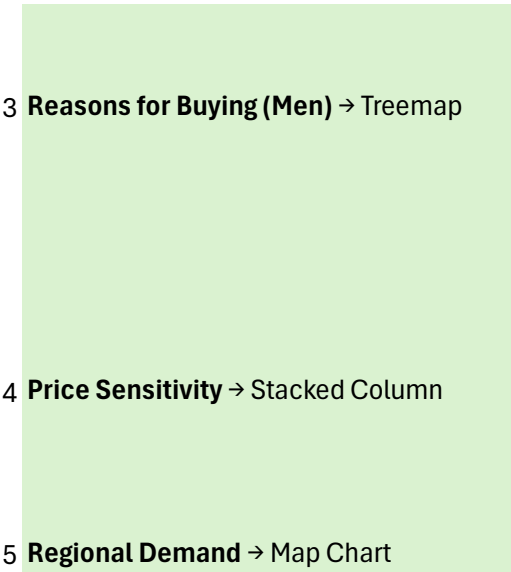 3 Reasons for Buying (Men) → Treemap
4 Price Sensitivity → Stacked Column
5 Regional Demand → Map Chart